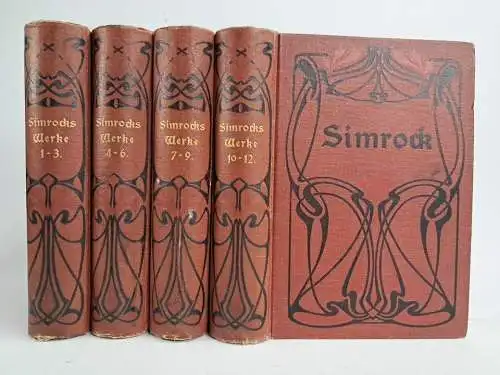 Simrocks
Werke
1-3.
Simrocks
Werke
4-6.
Simrocks
Werke
7-9.
Simrocks
Werke
10-12.
Simrock